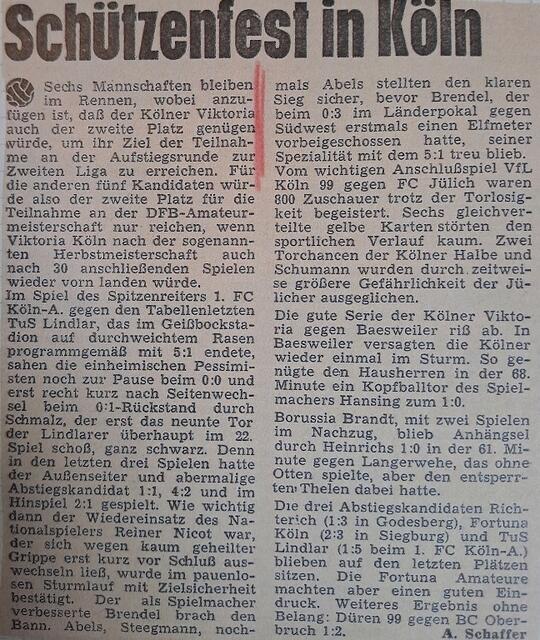 Schützenfest in Köln
Sechs Mannschaften bleiben
im Rennen, wobei anzu-
fügen ist, daß der Kölner Viktoria
auch der zweite Platz genügen
würde, um ihr Ziel der Teilnah-
me an der Aufstiegsrunde zur
Zweiten Liga zu erreichen. Für
die anderen fünf Kandidaten wür-
de also der zweite Platz für die
Teilnahme an der DFB-Amateur-
meisterschaft nur reichen, wenn
Viktoria Köln nach der sogenann-
ten Herbstmeisterschaft auch
nach 30 anschließenden Spielen
wieder vorn landen würde.
Im Spiel des Spitzenreiters 1. FC
Köln-A. gegen den Tabellenletzten
TuS Lindlar, das im Geißbocksta-
dion auf durchweichtem Rasen
programmgemäß mit 5:1 endete,
sahen die einheimischen Pessimi-
sten noch zur Pause beim 0:0 und
erst recht kurz nach Seitenwech-
sel beim 0:1-Rückstand durch
Schmalz, der erst das neunte Tor
der Lindlarer überhaupt im 22.
Spiel schoß, ganz schwarz. Denn
in den letzten drei Spielen hatte
der Außenseiter und abermalige
Abstiegskandidat 1:1, 4:2 und im
Hinspiel 2:1 gespielt. Wie wichtig
dann der Wiedereinsatz des Na-
tionalspielers Reiner Nicot war,
der sich wegen kaum geheilter
Grippe erst kurz vor Schluß aus-
wechseln ließ, wurde im pausenlo-
sen Sturmlauf mit Zielsicherheit
bestätigt. Der als Spielmacher
verbesserte Brendel brach den
Bann. Abels, Steegmann, noch-
mals Abels stellten den klaren
Sieg sicher, bevor Brendel, der
beim 0:3 im Länderpokal gegen
Südwest erstmals einen Elfmeter
vorbeigeschossen hatte, seiner
Spezialität mit dem 5:1 treu blieb.
Vom wichtigen Anschlußspiel VfL
Köln 99 gegen FC Jülich waren
800 Zuschauer trotz der Torlosig-
keit begeistert. Sechs gleichver-
teilte gelbe Karten störten den
sportlichen Verlauf kaum. Zwei
Torchancen der Kölner Halbe und
Schumann wurden durch zeitwei-
se größere Gefährlichkeit der Jü-
licher ausgeglichen.
Die gute Serie der Kölner Vikto-
ria gegen Baesweiler riß ab. In
Baesweiler versagten die Kölner
wieder einmal im Sturm. So ge-
nügte den Hausherren in der 68.
Minute ein Kopfballtor des Spiel-
machers Hansing zum 1:0.
Borussia Brandt, mit zwei Spielen
im Nachzug, blieb Anhängsel
durch Heinrichs 1:0 in der 61. Mi-
nute gegen Langerwehe, das ohne
Otten spielte, aber den entsperr-
ten Thelen dabei hatte.
Die drei Abstiegskandidaten Rich-
terich (1:3 in Godesberg), Fortuna
Köln (2:3 in Siegburg) und TuS
Lindlar (1:5 beim 1. FC Köln-A.)
blieben auf den letzten Plätzen
sitzen. Die Fortuna Amateure
machten aber einen guten Ein-
druck. Weiteres Ergebnis ohne
Belang: Düren 99 gegen BC Ober-
bruch 1:2.
A. Schaffer